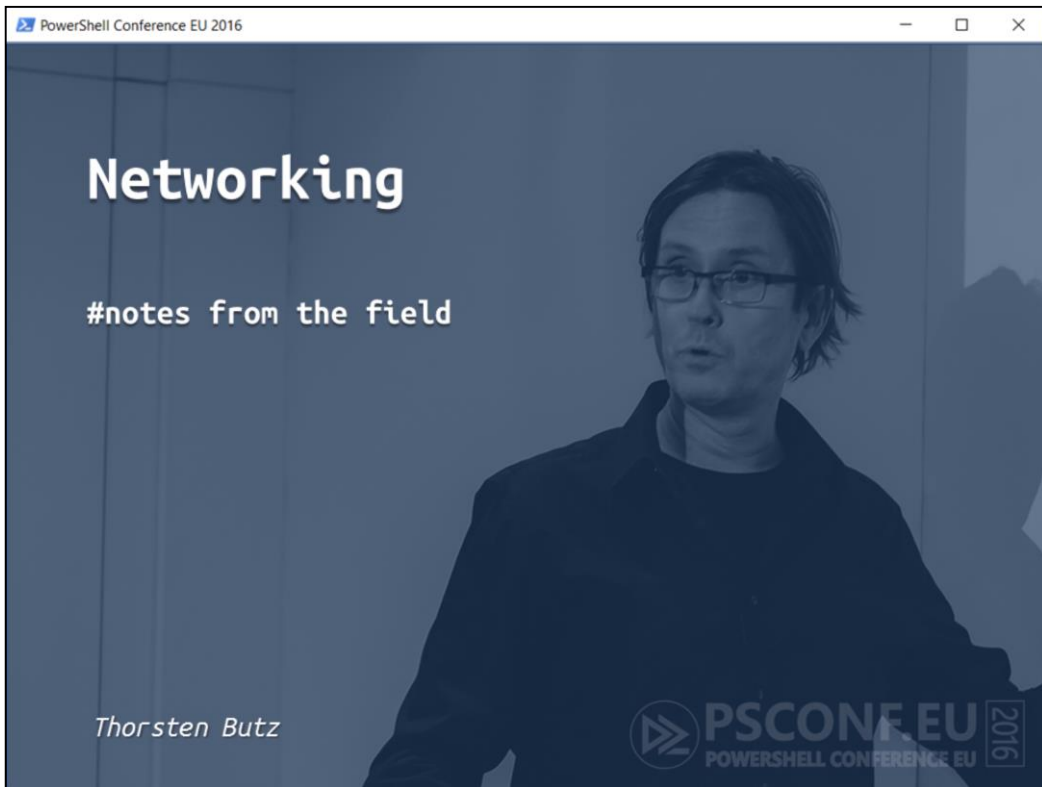 PowerShell Conference EU 2016
Networking
#notes from the field
Thorsten Butz
PSCONF.EU
POWERSHELL CONFERENCE EU
2016